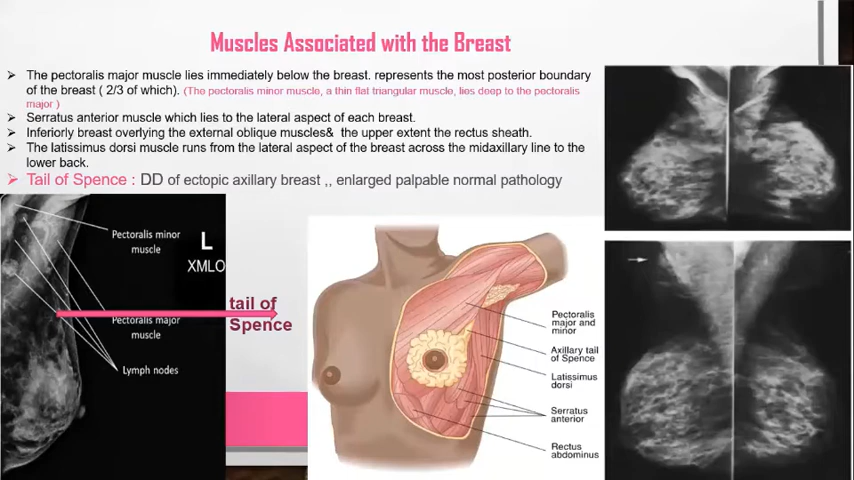 Muscles Associated with the Breast
➢ The pectoralis major muscle lies immediately below the breast. represents the most posterior boundary
of the breast ( 2/3 of which). (The pectoralis minor muscle, a thin flat triangular muscle, lies deep to the pectoralis
major )
➢ Serratus anterior muscle which lies to the lateral aspect of each breast.
➢ Inferiorly breast overlying the external oblique muscles& the upper extent the rectus sheath.
➢ The latissimus dorsi muscle runs from the lateral aspect of the breast across the midaxillary line to the
lower back.
➢ Tail of Spence : DD of ectopic axillary breast ,, enlarged palpable normal pathology
Pectoralis minor
muscle
L
XMLO
tail of
Spence
Pectoralis major
muscle
Lymph nodes
Pectoralis
major and
minor
Axillary tail
of Spence
Latissimus
dorsi
Serratus
anterior
Rectus
abdominus